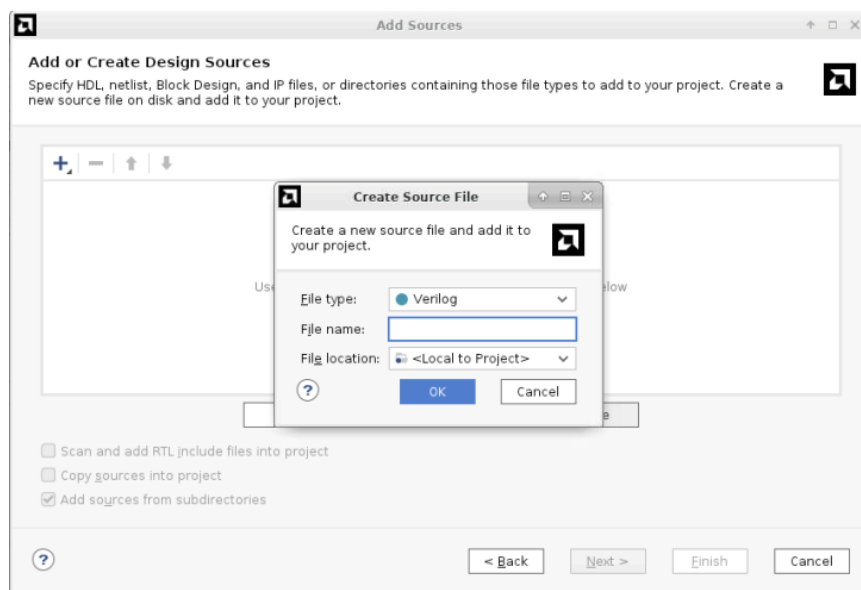 Add Sources
Add or Create Design Sources
Specify HDL, netlist, Block Design, and IP files, or directories containing those file types to add to your project. Create a
new source file on disk and add it to your project.
Create Source File
Create a new source file and add it to
your project.
Use
elow
File type:
Verilog
File name:
File location:
<Local to Project>
?
OK
Cancel
e
Scan and add RTL include files into project
Copy sources into project
Add sources from subdirectories
?
< Back
Next >
Finish
Cancel